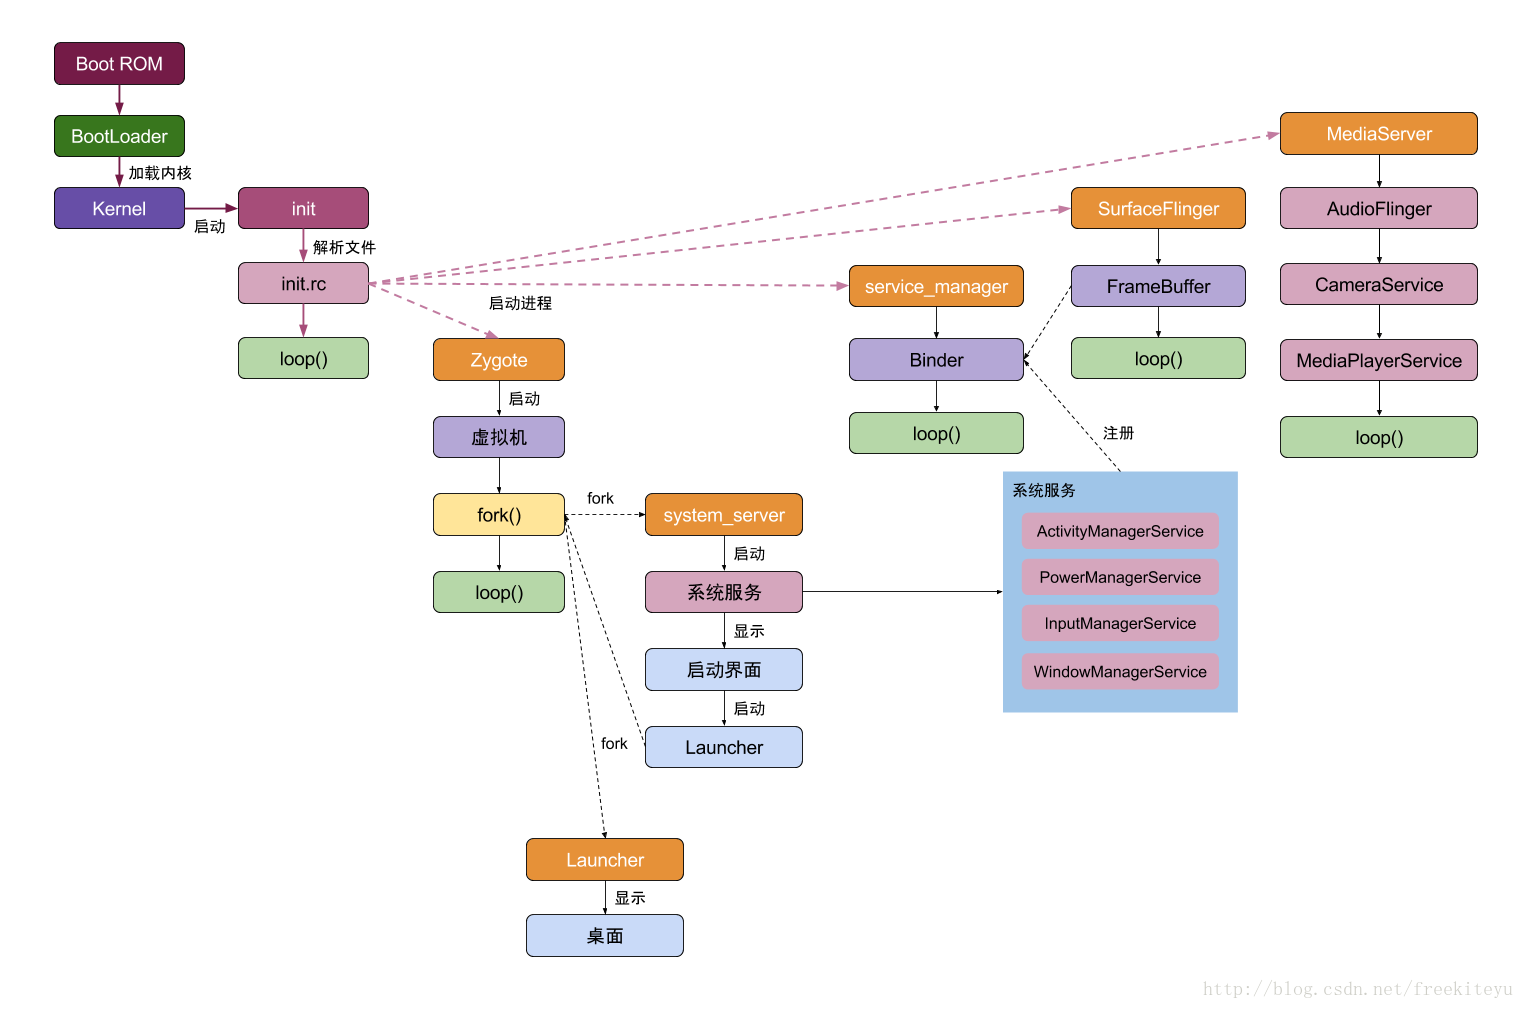 Boot ROM
BootLoader
加载内核
Kernel
启动
init
解析文件
init.rc
loop()
启动进程
Zygote
启动
虚拟机
fork()
loop()
fork
system_server
启动
系统服务
显示
启动界面
启动
Launcher
fork
Launcher
显示
桌面
service_manager
Binder
loop()
SurfaceFlinger
FrameBuffer
loop()
注册
系统服务
ActivityManagerService
PowerManagerService
InputManagerService
WindowManagerService
MediaServer
AudioFlinger
CameraService
MediaPlayerService
loop()
http://blog.csdn.net/freekiteyu